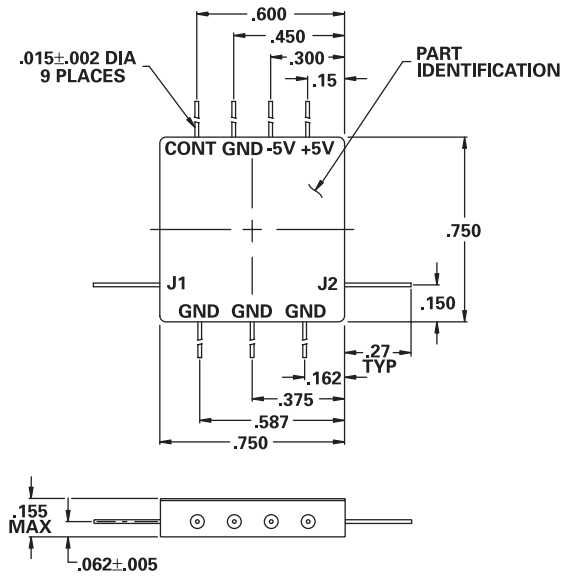 .600
.450
.300
.15
.015±.002 DIA
9 PLACES
PART
IDENTIFICATION
CONT GND -5V +5V
.750
J1 J2
.150
GND GND GND
.27
TYP
.162
.375
.587
.750
.155
MAX
.062±.005